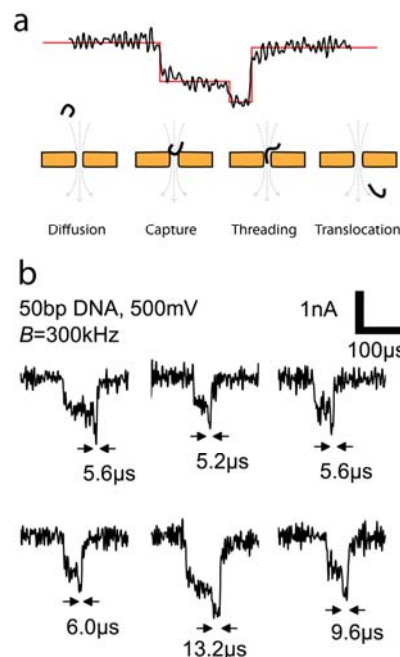 a
Diffusion Capture Threading Translocation
b
50bp DNA, 500mV 1nA
B=300kHz 100µs
5.6µs 5.2µs 5.6µs
6.0µs 13.2µs 9.6µs